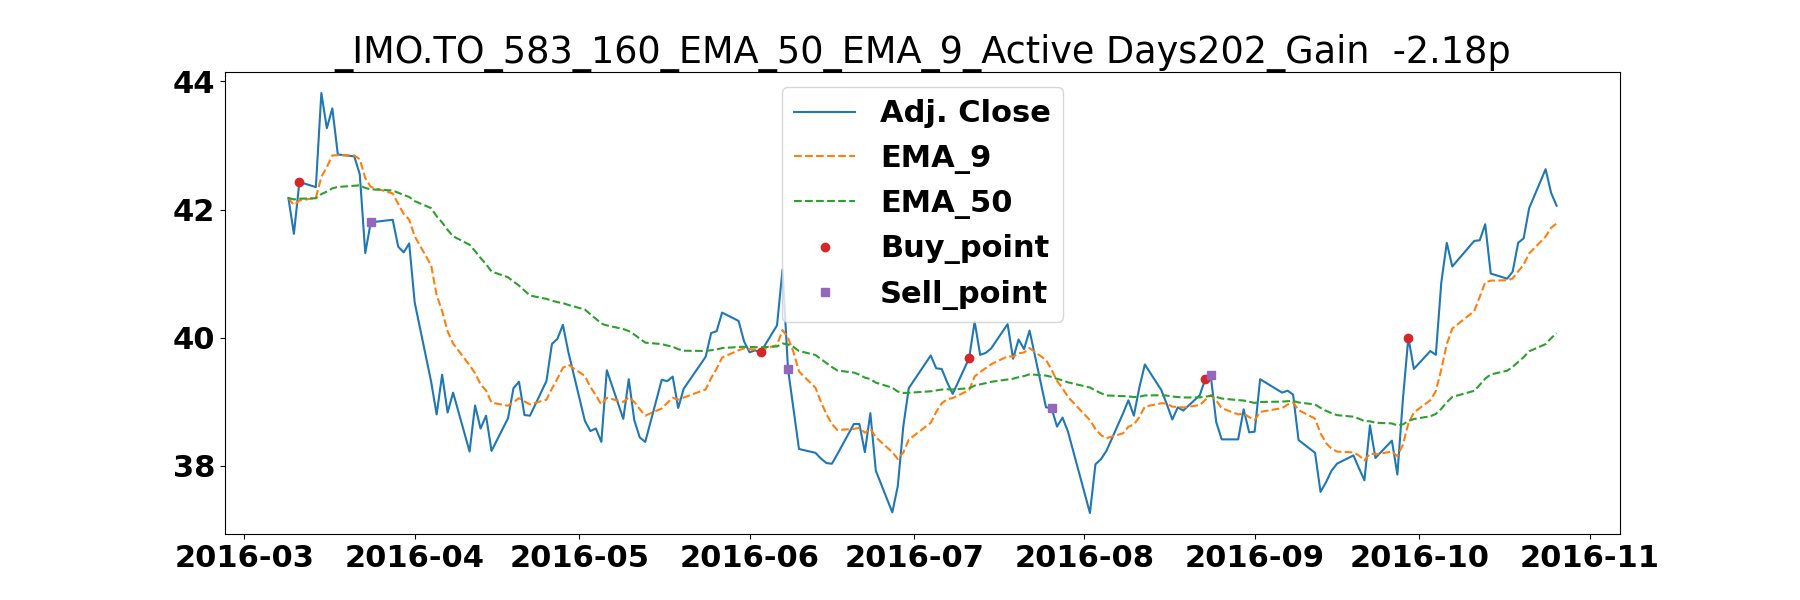 _IMO.TO_583_160_EMA_50_EMA_9_Active Days202_Gain  -2.18p
44
42
40
38
Adj. Close
EMA_9
EMA_50
Buy_point
Sell_point
2016-03 2016-04 2016-05 2016-06 2016-07 2016-08 2016-09 2016-10 2016-11